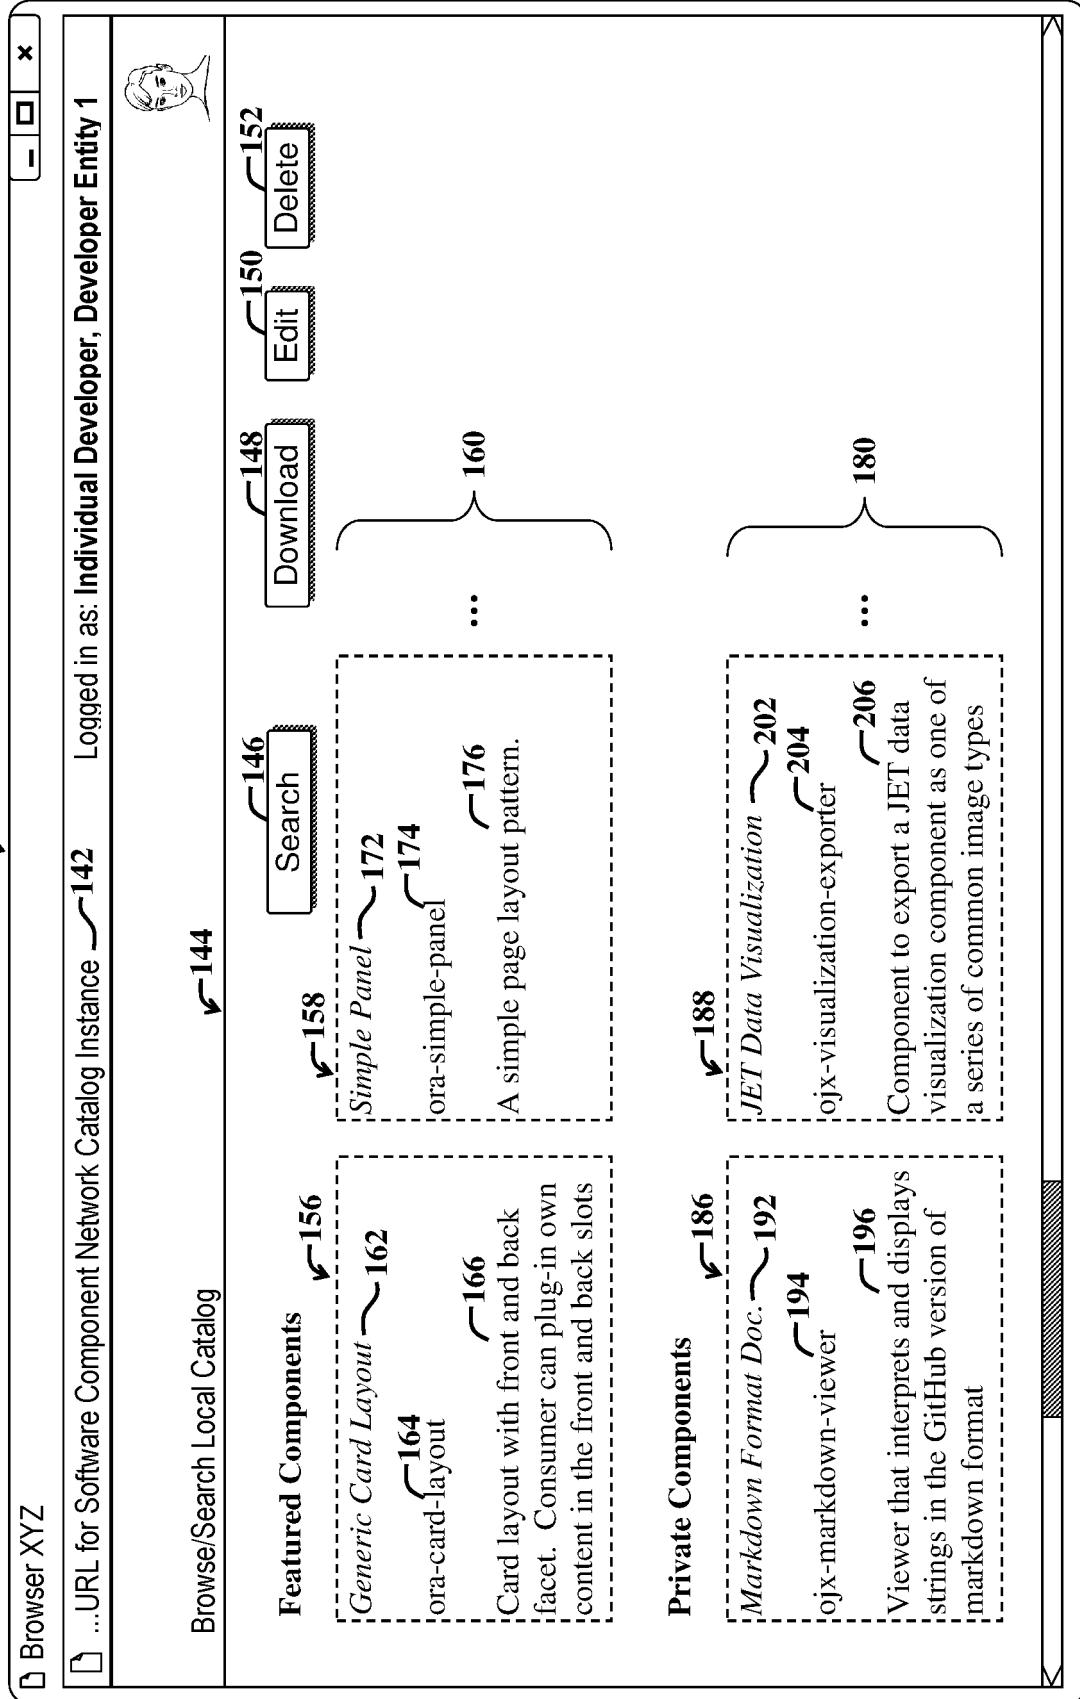 Browser XYZ
...URL for Software Component Network Catalog Instance 142 Logged in as: Individual Developer, Developer Entity 1
Browse/Search Local Catalog
144
146 148 150 152
Search Download Edit Delete
Featured Components
156
158
Generic Card Layout 162
164
ora-card-layout
166
Card layout with front and back
facet. Consumer can plug-in own
content in the front and back slots
Simple Panel 172
174
ora-simple-panel
176
A simple page layout pattern.
...
160
Private Components
186
188
Markdown Format Doc. 192
194
ojx-markdown-viewer
196
Viewer that interprets and displays
strings in the GitHub version of
markdown format
JET Data Visualization 202
204
ojx-visualization-exporter
206
Component to export a JET data
visualization component as one of
a series of common image types
...
180